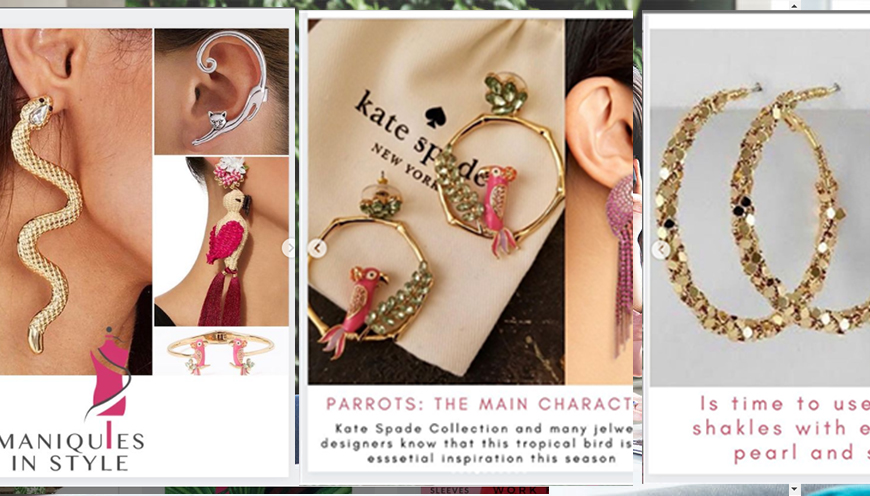 MANIQUIES
IN STYLE
kate spade
NEW YORK
PARROTS: THE MAIN CHARACT
Kate Spade Collection and many jelwe
designers know that this tropical bird is
esssetial inspiration this season
Is time to use
shakles with e
pearl and s
SLEEVES WORK